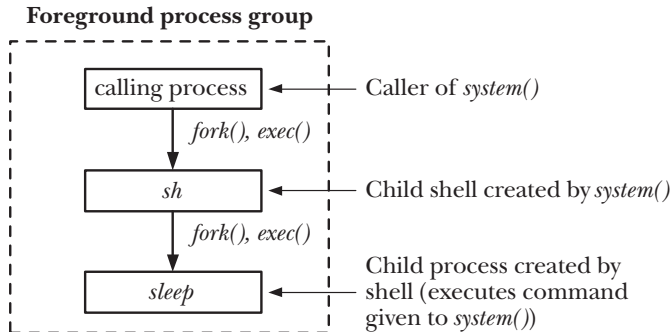 Foreground process group
calling process
Caller of system()
fork(), exec()
sh
Child shell created by system()
fork(), exec()
sleep
Child process created by
shell (executes command
given to system())